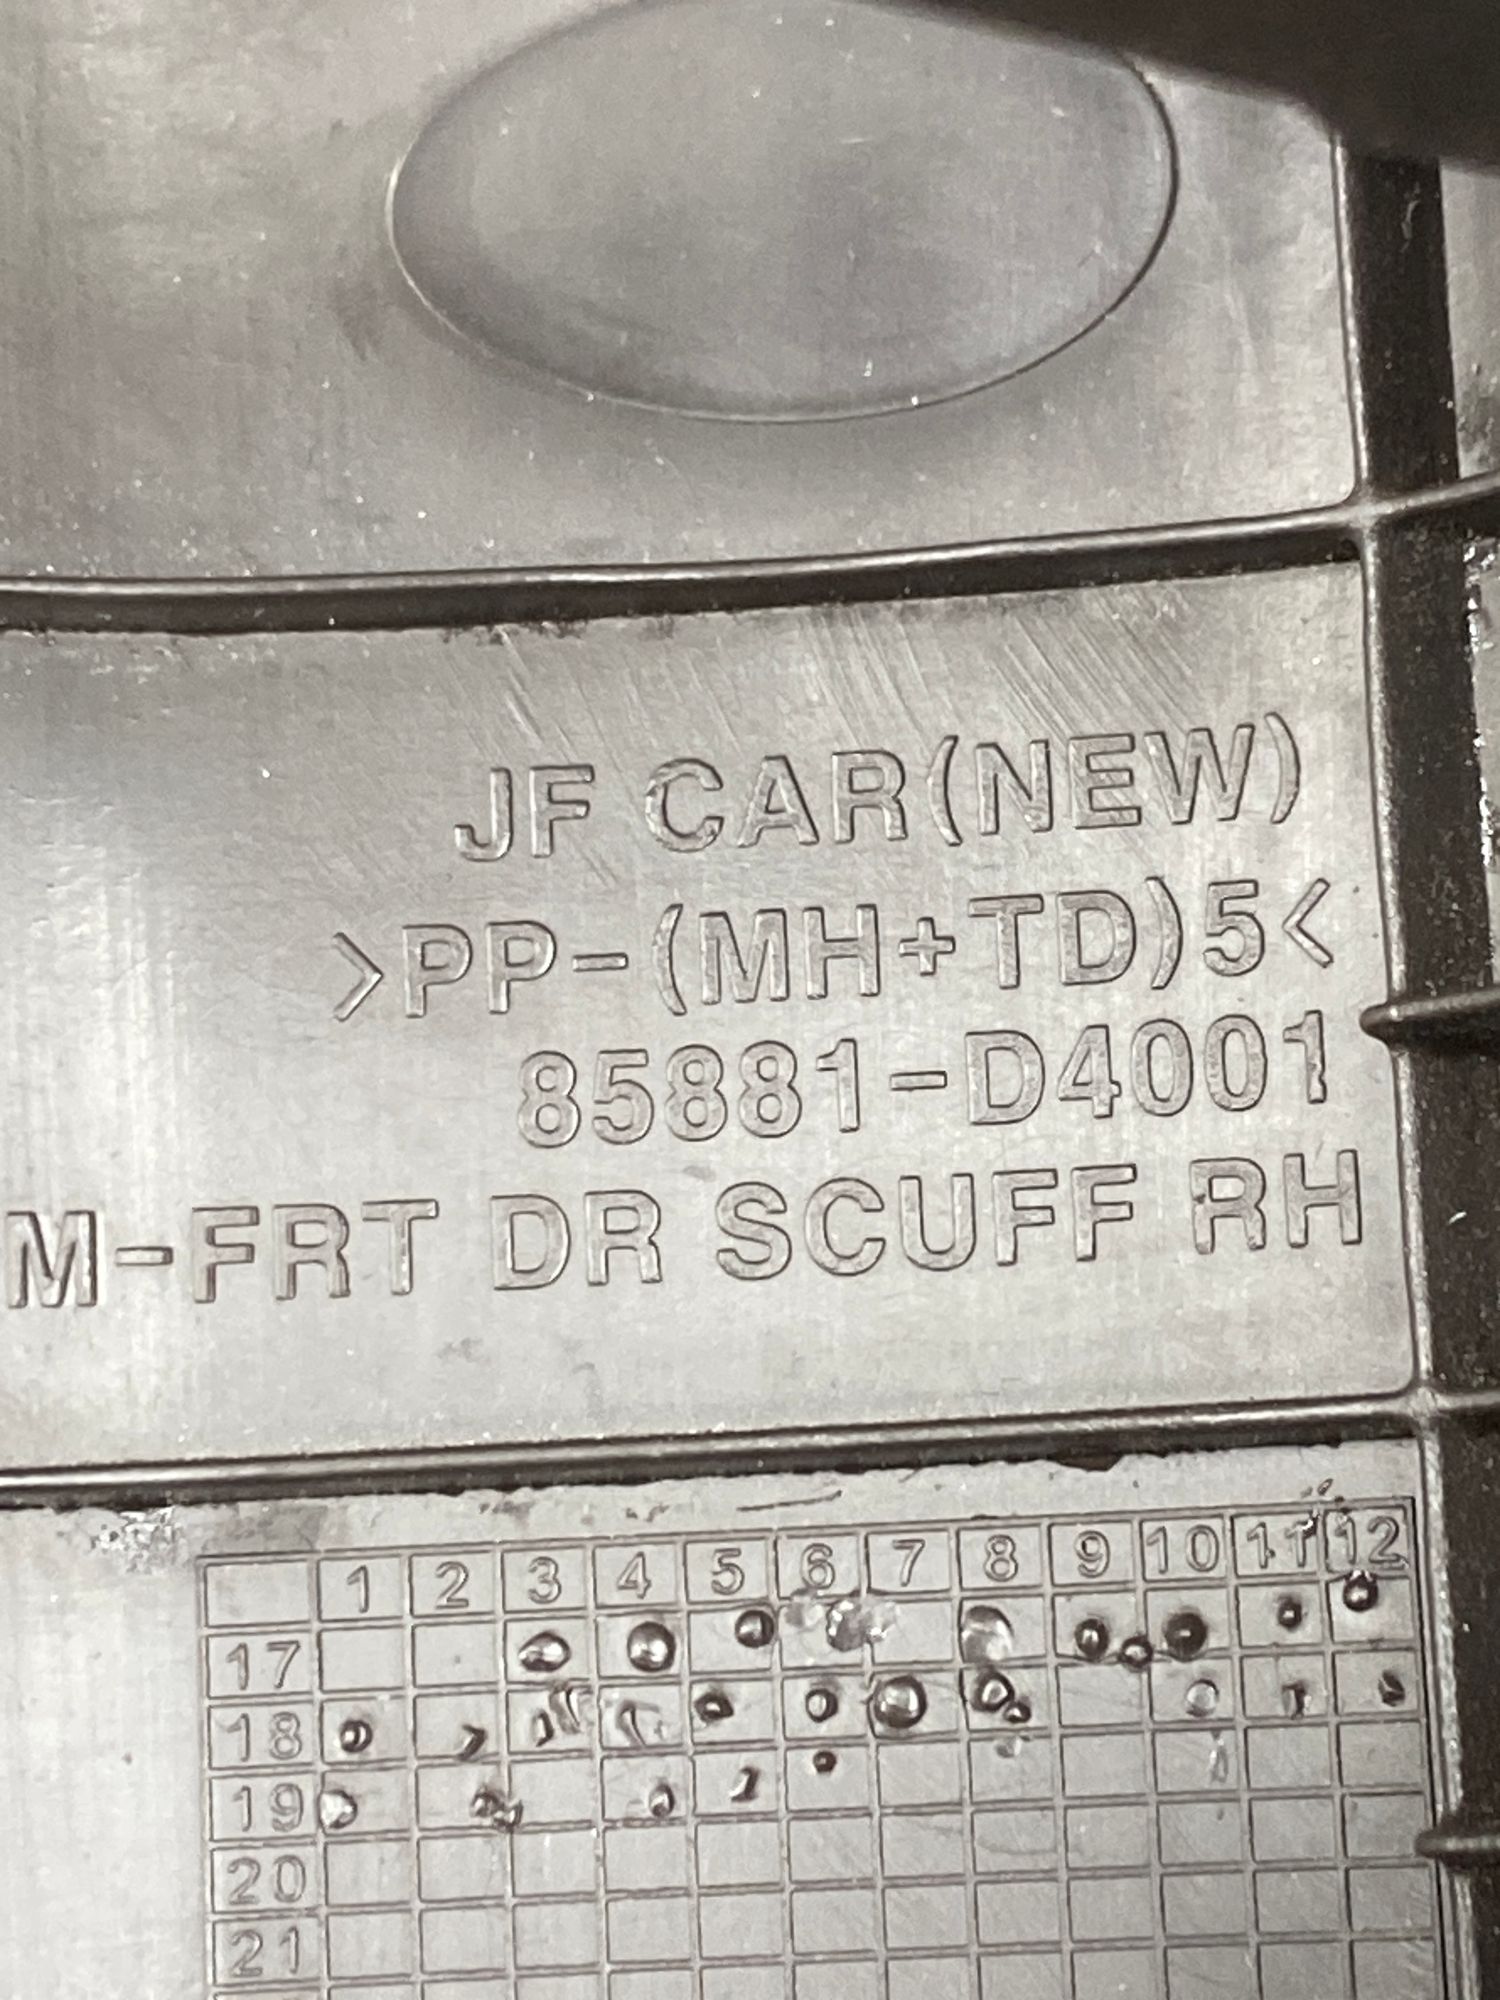 JF CAR(NEW)
>PP-(MH+TD)5<
85881-D4001
M-FRT DR SCUFF RH
1 2 3 4 5 6 7 8 9 10 11 12
17
18
19
20
21